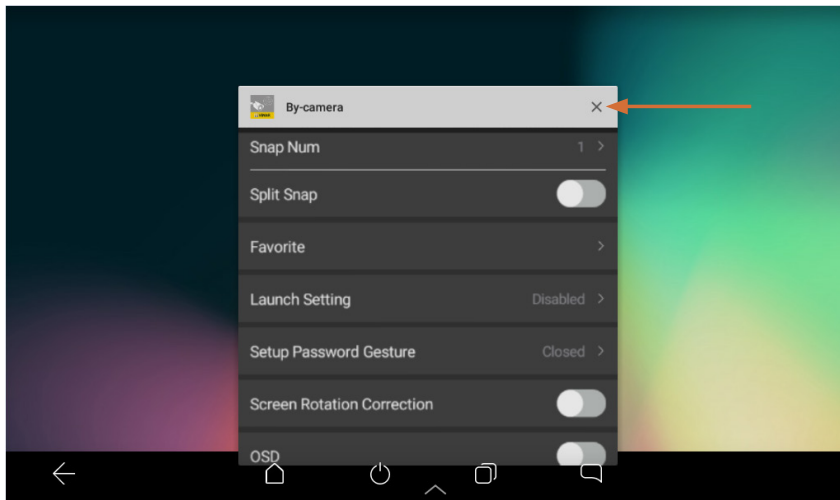 By-camera
Snap Num 1
Split Snap
Favorite
Launch Setting Disabled
Setup Password Gesture Closed
Screen Rotation Correction
OSD